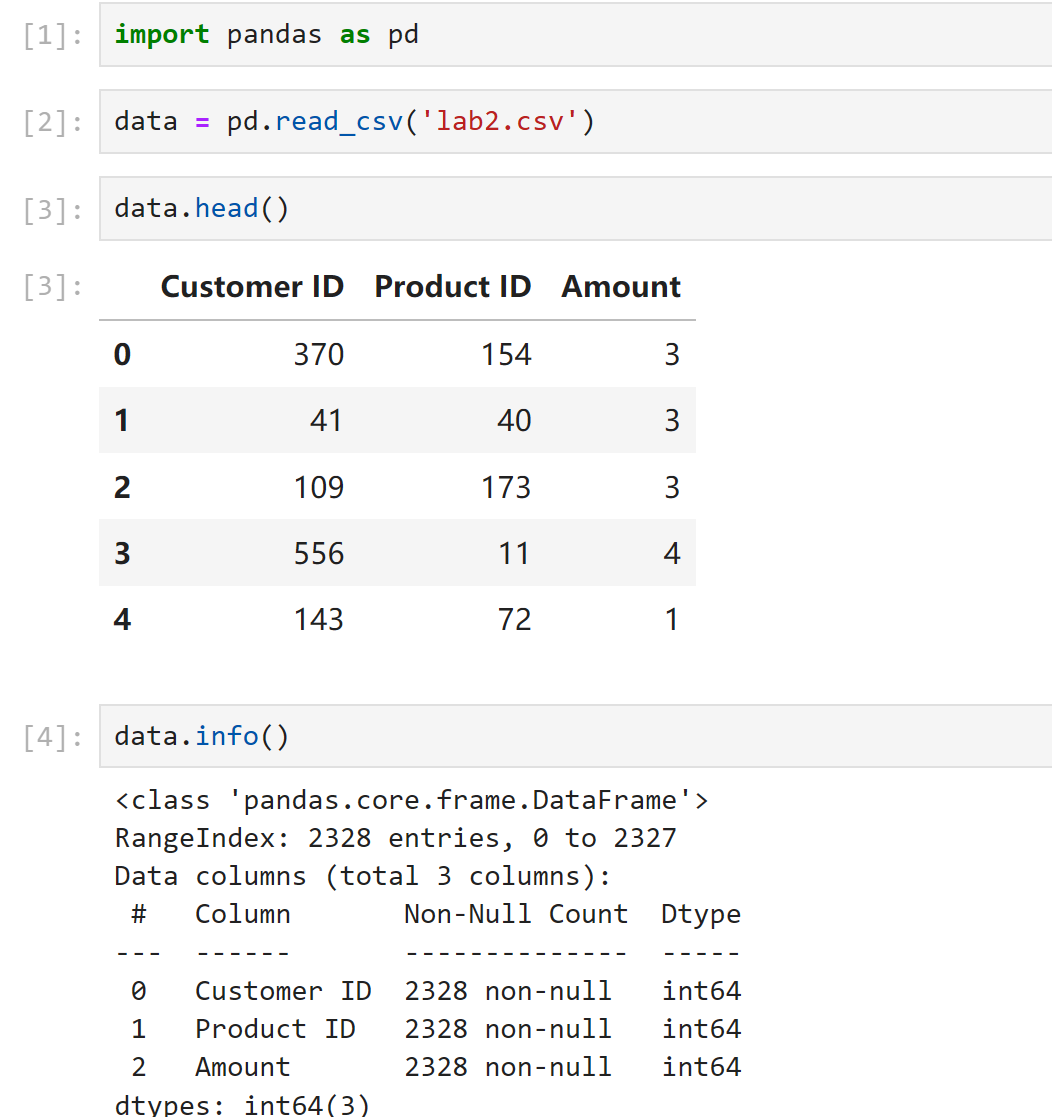 [1]: import pandas as pd
[2]: data = pd.read_csv('lab2.csv')
[3]: data.head()
[3]: Customer ID Product ID Amount
0 370 154 3
1 41 40 3
2 109 173 3
3 556 11 4
4 143 72 1
[4]: data.info()
<class 'pandas.core.frame.DataFrame'>
RangeIndex: 2328 entries, 0 to 2327
Data columns (total 3 columns):
 #   Column       Non-Null Count  Dtype
---  ------       --------------  -----
 0   Customer ID  2328 non-null   int64
 1   Product ID   2328 non-null   int64
 2   Amount       2328 non-null   int64
dtypes: int64(3)